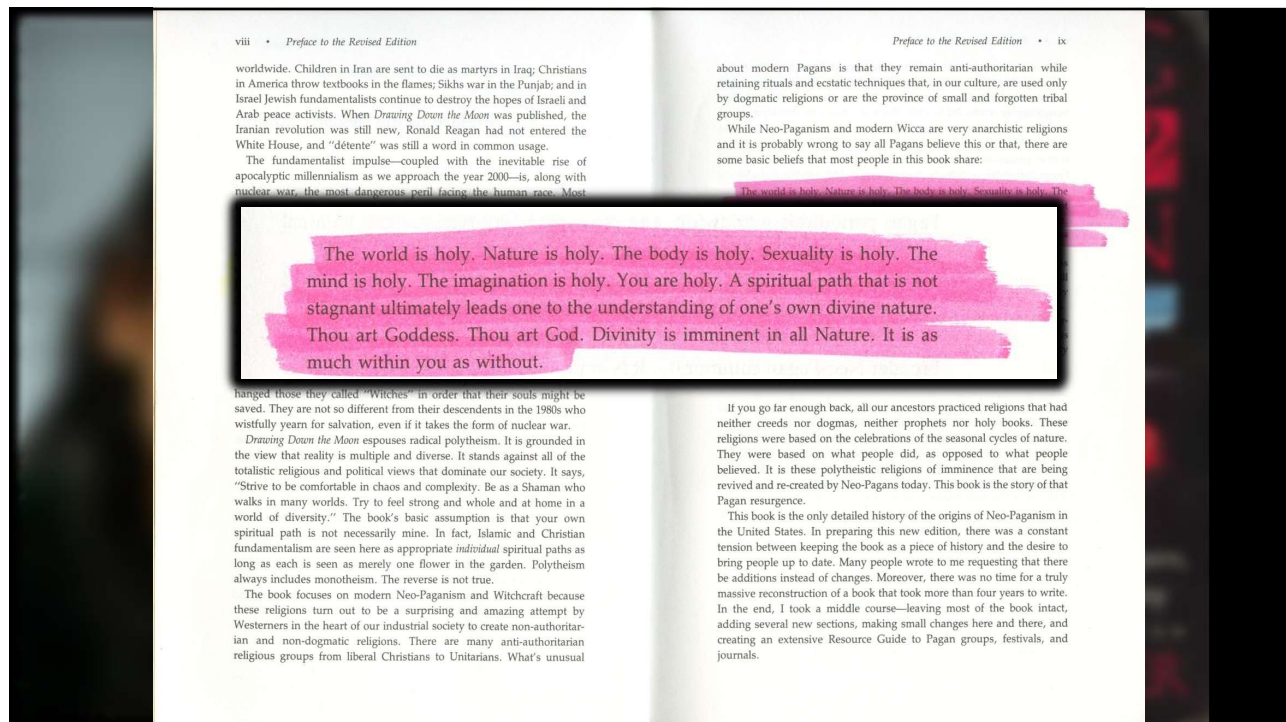 viii • Preface to the Revised Edition
worldwide. Children in Iran are sent to die as martyrs in Iraq; Christians
in America throw textbooks in the flames; Sikhs war in the Punjab; and in
Israel Jewish fundamentalists continue to destroy the hopes of Israeli and
Arab peace activists. When Drawing Down the Moon was published, the
Iranian revolution was still new, Ronald Reagan had not entered the
White House, and "détente" was still a word in common usage.
The fundamentalist impulse—coupled with the inevitable rise of
apocalyptic millennialism as we approach the year 2000—is, along with
nuclear war, the most dangerous peril facing the human race. Most
hanged those they called "Witches" in order that their souls might be
saved. They are not so different from their descendents in the 1980s who
wistfully yearn for salvation, even if it takes the form of nuclear war.
Drawing Down the Moon espouses radical polytheism. It is grounded in
the view that reality is multiple and diverse. It stands against all of the
totalistic religious and political views that dominate our society. It says,
"Strive to be comfortable in chaos and complexity. Be as a Shaman who
walks in many worlds. Try to feel strong and whole and at home in a
world of diversity." The book's basic assumption is that your own
spiritual path is not necessarily mine. In fact, Islamic and Christian
fundamentalism are seen here as appropriate individual spiritual paths as
long as each is seen as merely one flower in the garden. Polytheism
always includes monotheism. The reverse is not true.
The book focuses on modern Neo-Paganism and Witchcraft because
these religions turn out to be a surprising and amazing attempt by
Westerners in the heart of our industrial society to create non-authoritar-
ian and non-dogmatic religions. There are many anti-authoritarian
religious groups from liberal Christians to Unitarians. What's unusual
Preface to the Revised Edition • ix
about modern Pagans is that they remain anti-authoritarian while
retaining rituals and ecstatic techniques that, in our culture, are used only
by dogmatic religions or are the province of small and forgotten tribal
groups.
While Neo-Paganism and modern Wicca are very anarchistic religions
and it is probably wrong to say all Pagans believe this or that, there are
some basic beliefs that most people in this book share:
The world is holy. Nature is holy. The body is holy. Sexuality is holy. The
The world is holy. Nature is holy. The body is holy. Sexuality is holy. The
mind is holy. The imagination is holy. You are holy. A spiritual path that is not
stagnant ultimately leads one to the understanding of one's own divine nature.
Thou art Goddess. Thou art God. Divinity is imminent in all Nature. It is as
much within you as without.
If you go far enough back, all our ancestors practiced religions that had
neither creeds nor dogmas, neither prophets nor holy books. These
religions were based on the celebrations of the seasonal cycles of nature.
They were based on what people did, as opposed to what people
believed. It is these polytheistic religions of imminence that are being
revived and re-created by Neo-Pagans today. This book is the story of that
Pagan resurgence.
This book is the only detailed history of the origins of Neo-Paganism in
the United States. In preparing this new edition, there was a constant
tension between keeping the book as a piece of history and the desire to
bring people up to date. Many people wrote to me requesting that there
be additions instead of changes. Moreover, there was no time for a truly
massive reconstruction of a book that took more than four years to write.
In the end, I took a middle course—leaving most of the book intact,
adding several new sections, making small changes here and there, and
creating an extensive Resource Guide to Pagan groups, festivals, and
journals.